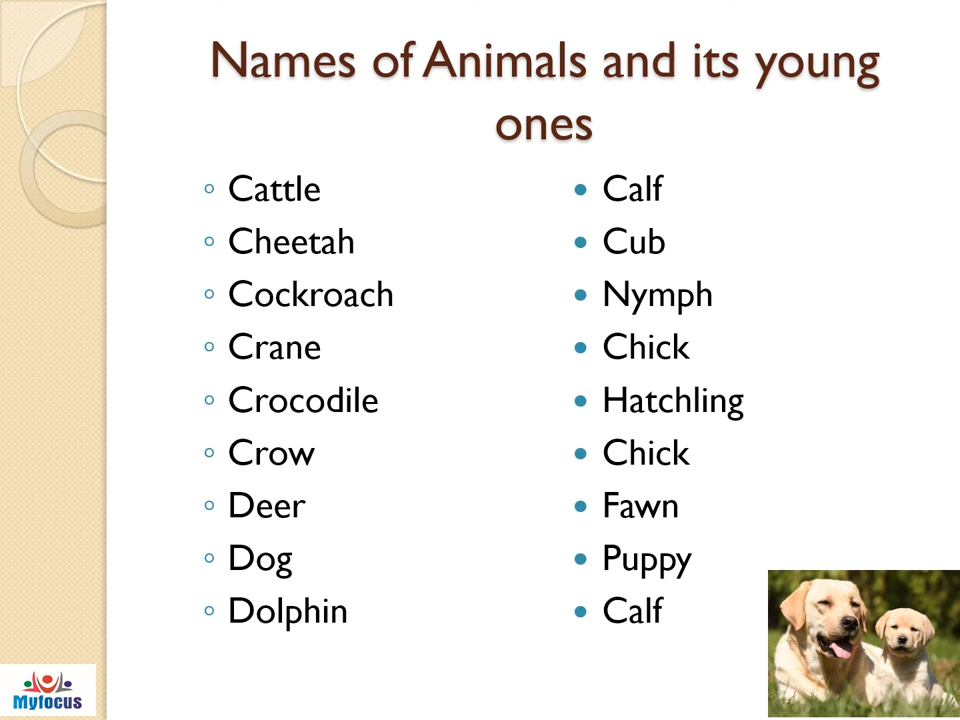 Names of Animals and its young
ones
◦ Cattle
◦ Cheetah
◦ Cockroach
◦ Crane
◦ Crocodile
◦ Crow
◦ Deer
◦ Dog
◦ Dolphin
• Calf
• Cub
• Nymph
• Chick
• Hatchling
• Chick
• Fawn
• Puppy
• Calf
Myfocus